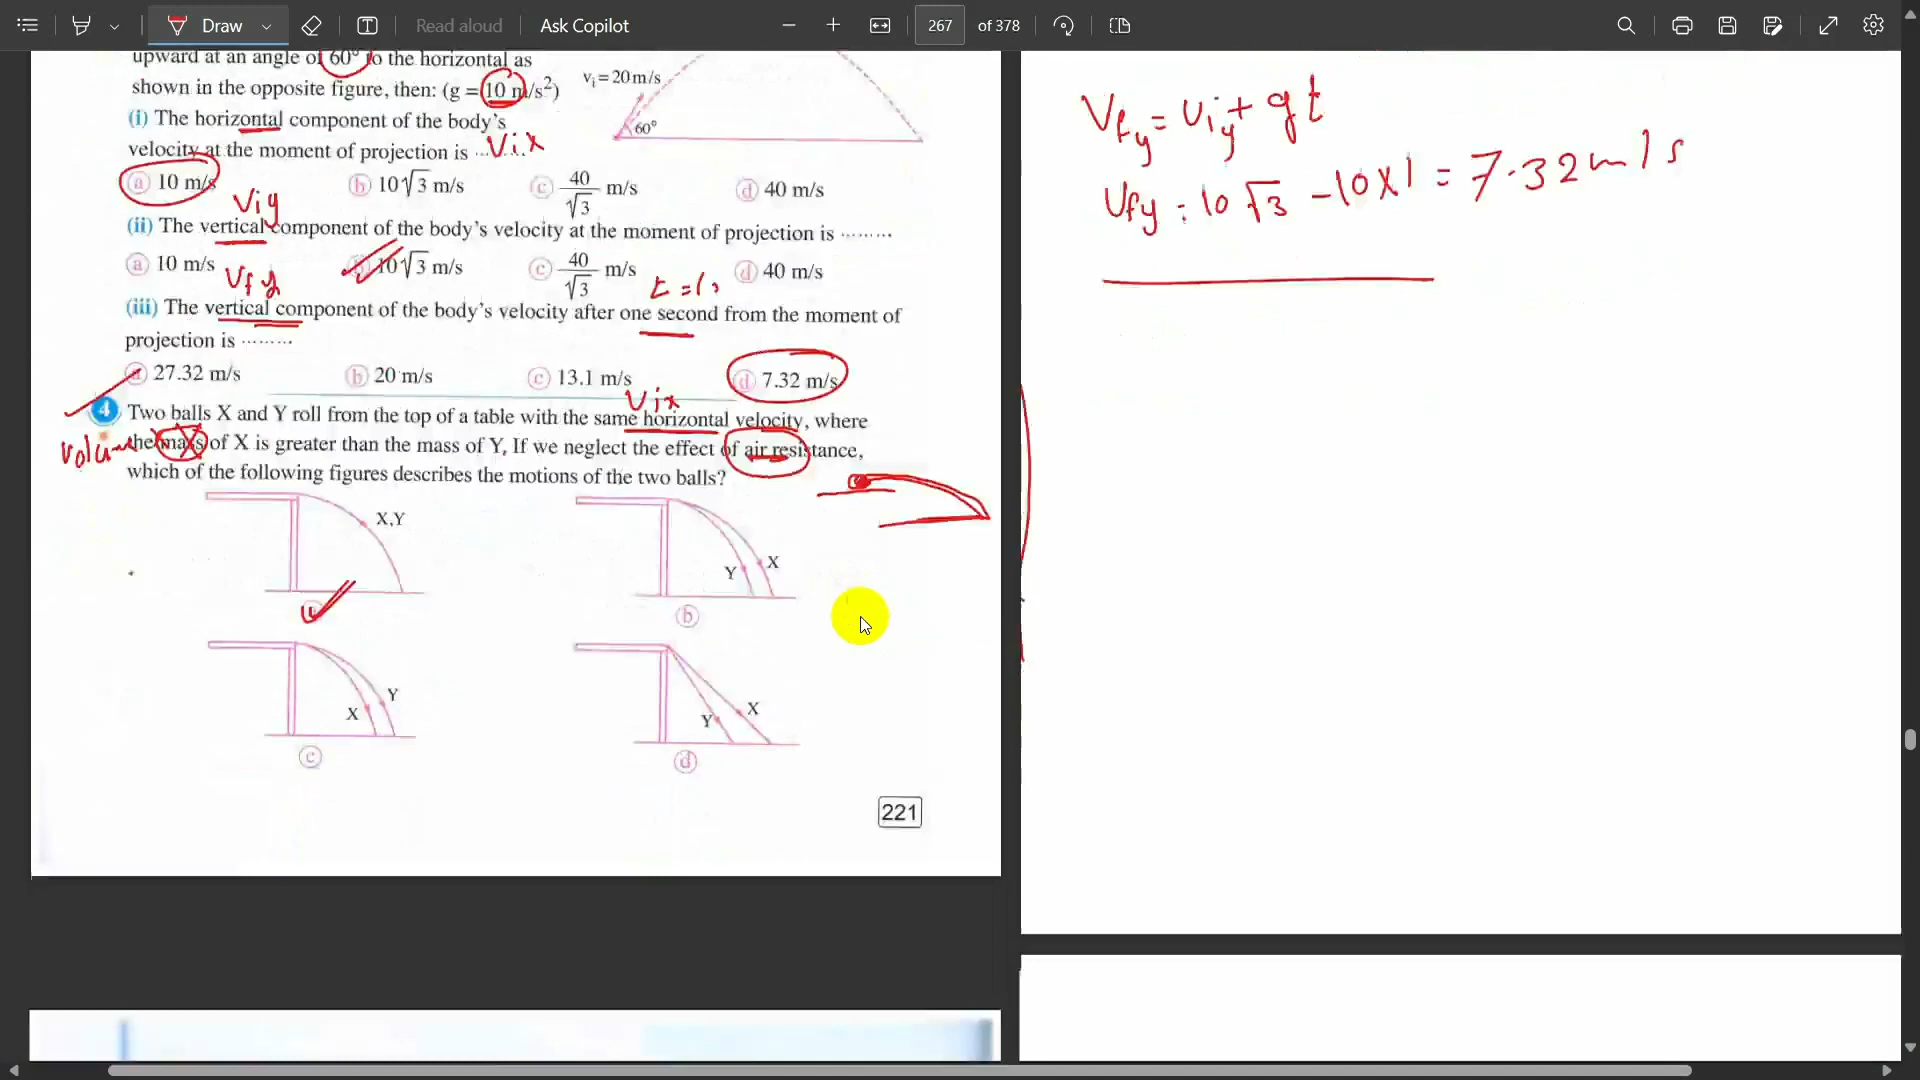 Draw
Read aloud
Ask Copilot
267
of 378
upward at an angle of 60° to the horizontal as
shown in the opposite figure, then: (g = 10 m/s²)
vᵢ = 20 m/s
60°
(i) The horizontal component of the body's
velocity at the moment of projection is ........
Vix
ⓐ 10 m/s
ⓑ 10√3 m/s
ⓒ 40/√3 m/s
ⓓ 40 m/s
Viy
(ii) The vertical component of the body's velocity at the moment of projection is .........
ⓐ 10 m/s
10√3 m/s
ⓒ 40/√3 m/s
ⓓ 40 m/s
Vfy
(iii) The vertical component of the body's velocity after one second from the moment of
projection is .........
ⓐ 27.32 m/s
ⓑ 20 m/s
ⓒ 13.1 m/s
ⓓ 7.32 m/s
Vix
4 Two balls X and Y roll from the top of a table with the same horizontal velocity, where
the mass of X is greater than the mass of Y, If we neglect the effect of air resistance,
which of the following figures describes the motions of the two balls?
X,Y
Y
X
ⓑ
X
Y
ⓒ
Y
X
ⓓ
221
Vfy = Viy + gt
Vfy = 10√3 - 10 X 1 = 7.32 m/s